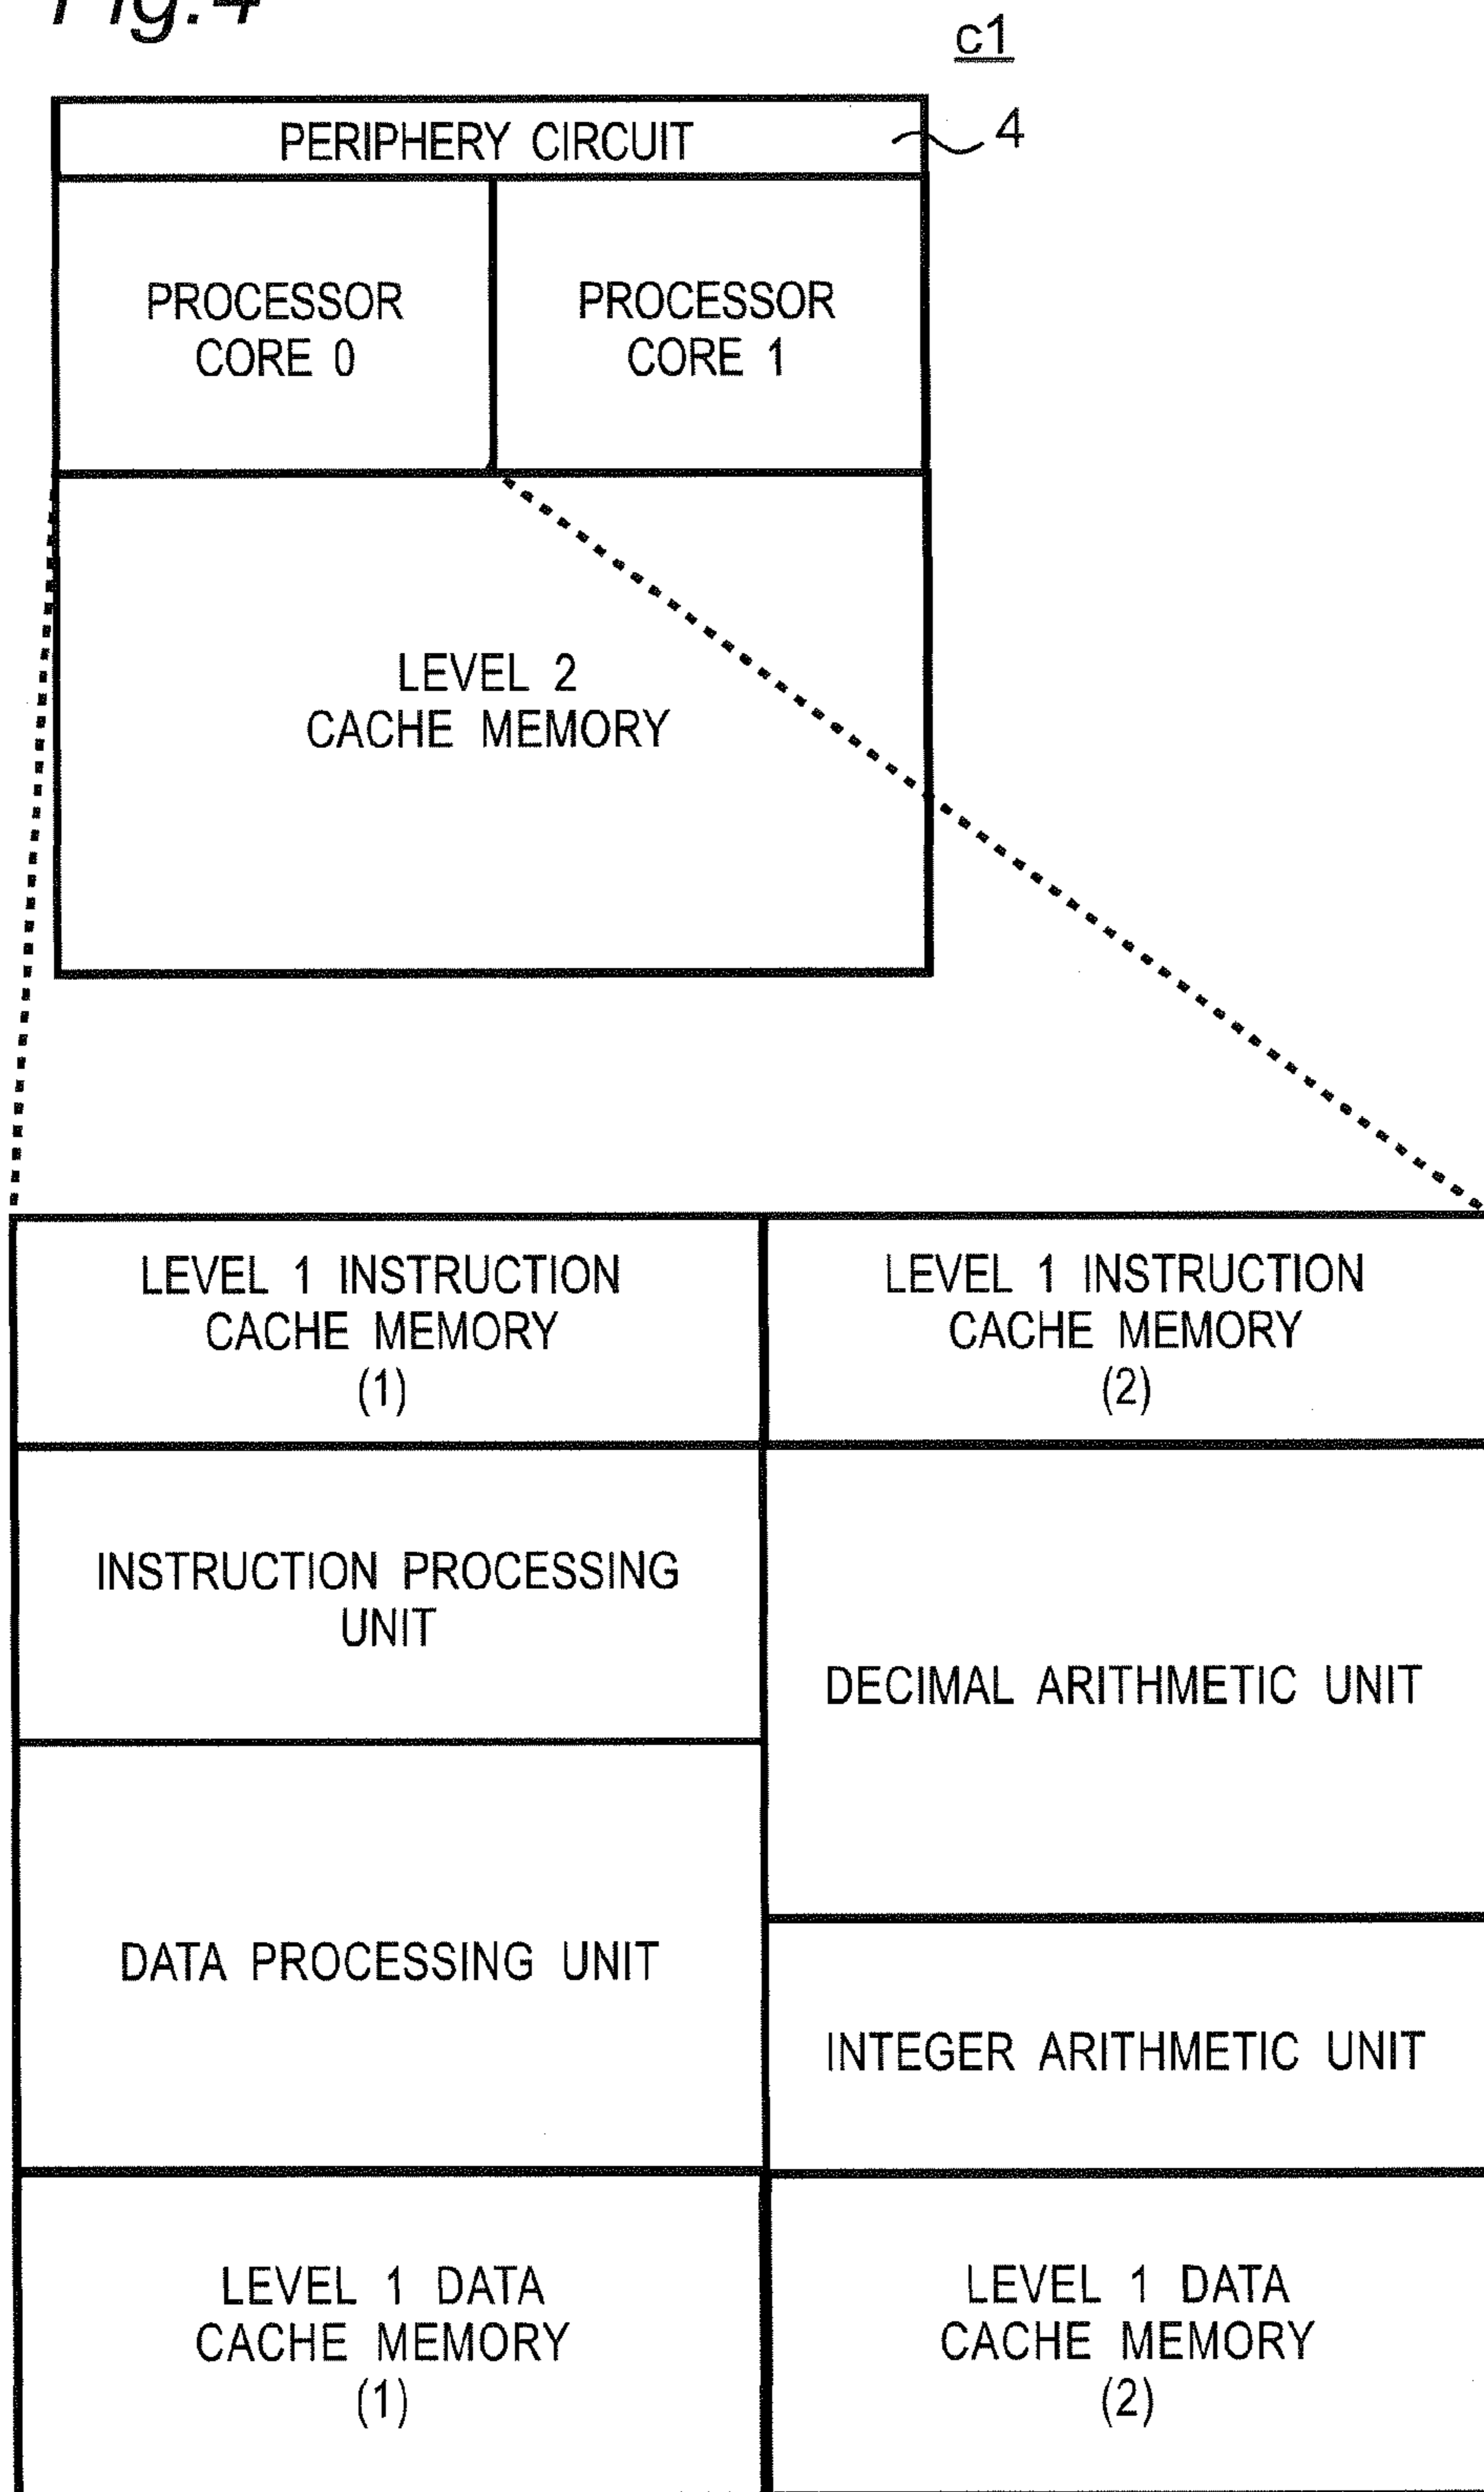 Fig.4
c1
PERIPHERY CIRCUIT
4
PROCESSOR
CORE 0
PROCESSOR
CORE 1
LEVEL 2
CACHE MEMORY
LEVEL 1 INSTRUCTION
CACHE MEMORY
(1)
LEVEL 1 INSTRUCTION
CACHE MEMORY
(2)
INSTRUCTION PROCESSING
UNIT
DECIMAL ARITHMETIC UNIT
DATA PROCESSING UNIT
INTEGER ARITHMETIC UNIT
LEVEL 1 DATA
CACHE MEMORY
(1)
LEVEL 1 DATA
CACHE MEMORY
(2)